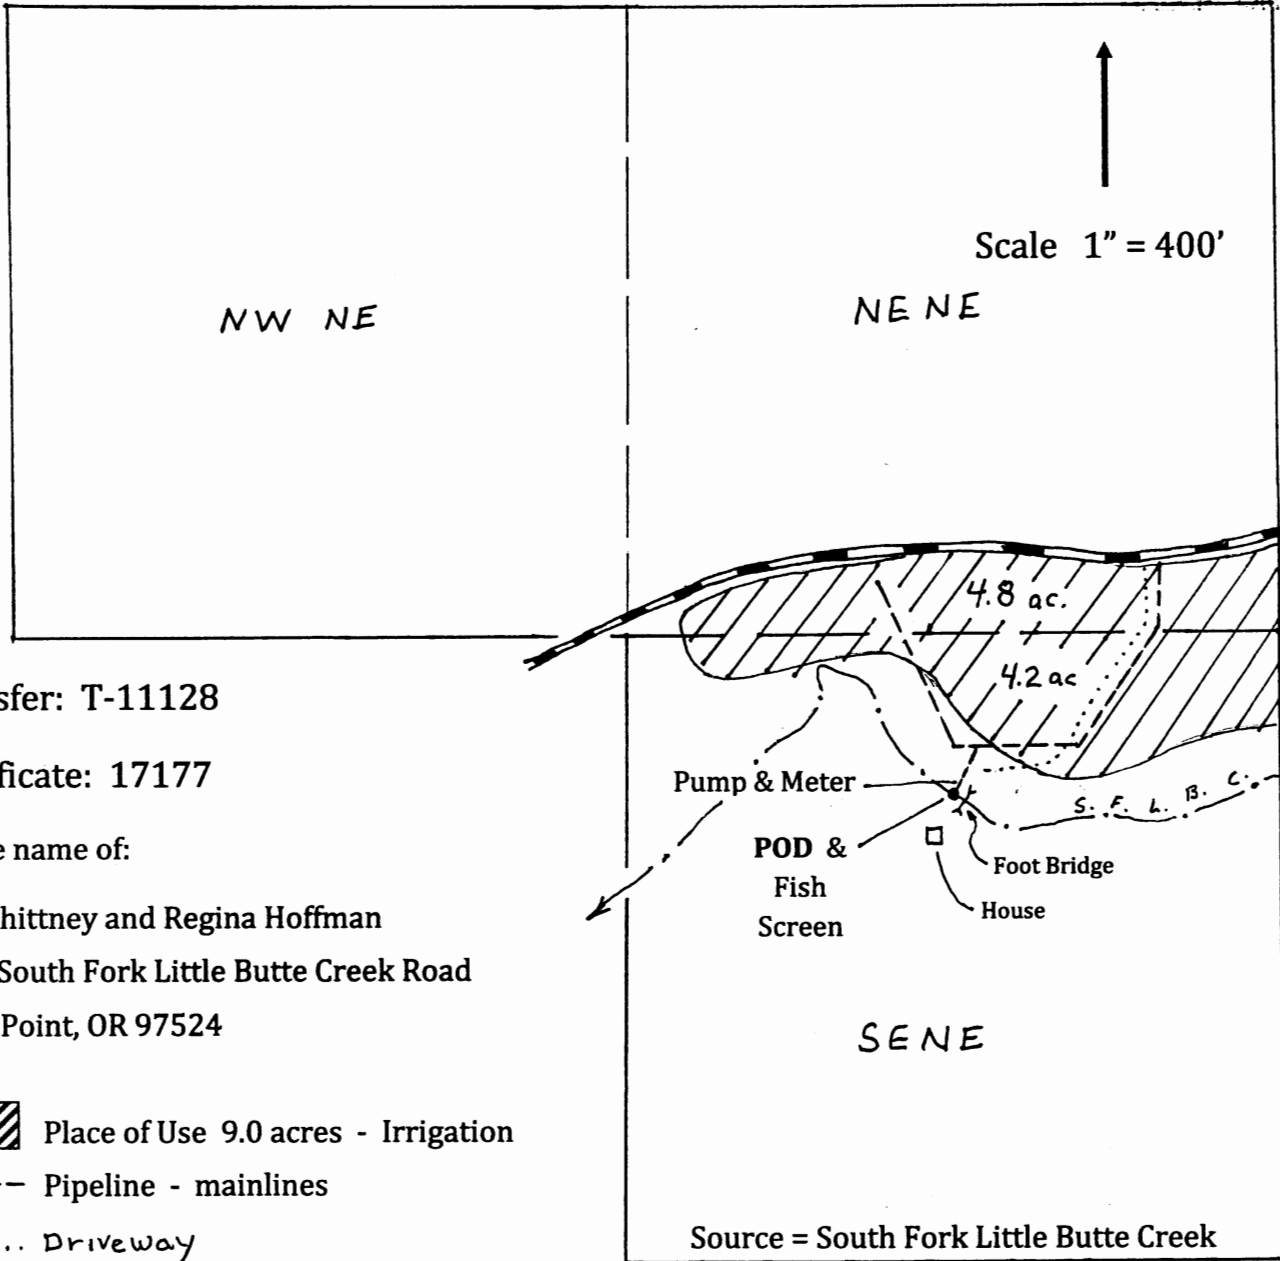 Scale 1" = 400'
NW NE
NE NE
4.8 ac.
4.2 ac
sfer: T-11128
ficate: 17177
e name of:
hittney and Regina Hoffman
South Fork Little Butte Creek Road
Point, OR 97524
Pump & Meter
S. F. L. B. C.
POD &
Fish
Screen
Foot Bridge
House
SENE
Place of Use 9.0 acres - Irrigation
-- Pipeline - mainlines
.. Driveway
Source = South Fork Little Butte Creek